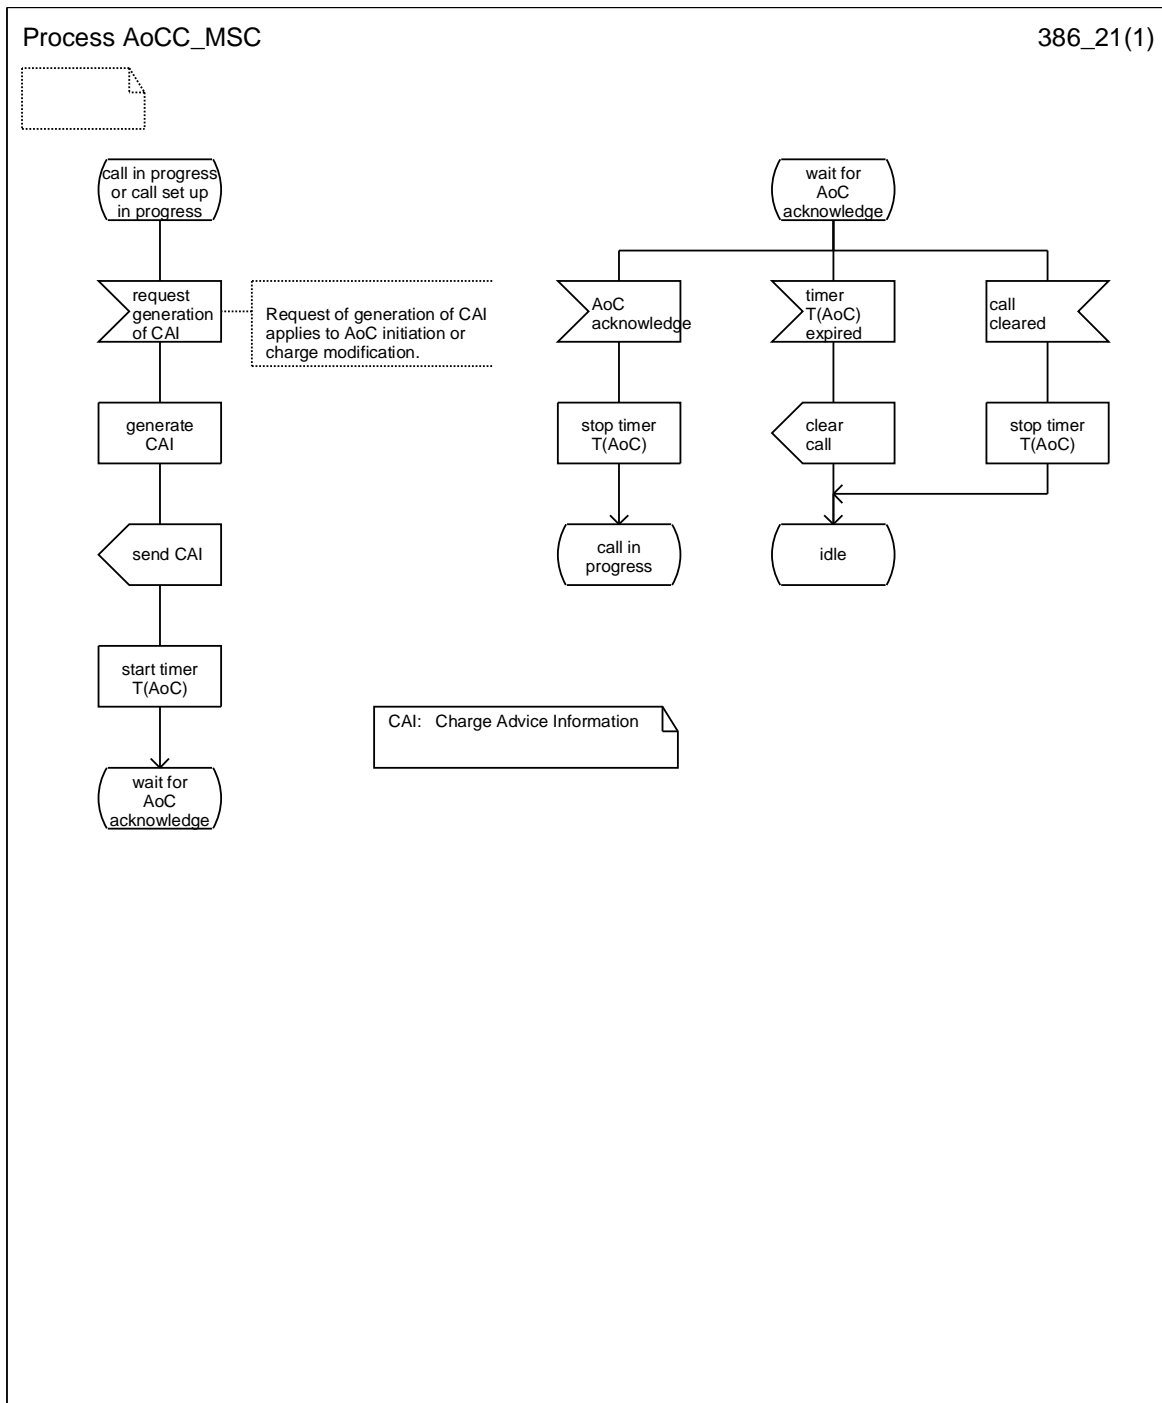 Process AoCC_MSC
386_21(1)
call in progress
or call set up
in progress
request
generation
of CAI
Request of generation of CAI
applies to AoC initiation or
charge modification.
generate
CAI
send CAI
start timer
T(AoC)
wait for
AoC
acknowledge
wait for
AoC
acknowledge
AoC
acknowledge
timer
T(AoC)
expired
call
cleared
stop timer
T(AoC)
clear
call
stop timer
T(AoC)
call in
progress
idle
CAI: Charge Advice Information